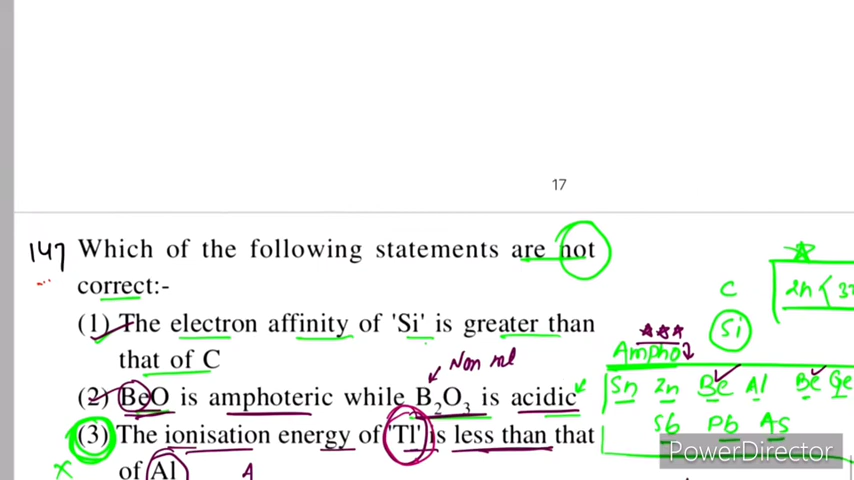 17
147 Which of the following statements are not
correct:-
(1) The electron affinity of 'Si' is greater than
that of C
Non
(2) BeO is amphoteric while B₂O₃ is acidic
(3) The ionisation energy of 'Tl' is less than that
of Al
A
C
Si
Ampho
Sn Zn Be Al Be Ge
Sb Pb As
PowerDirector